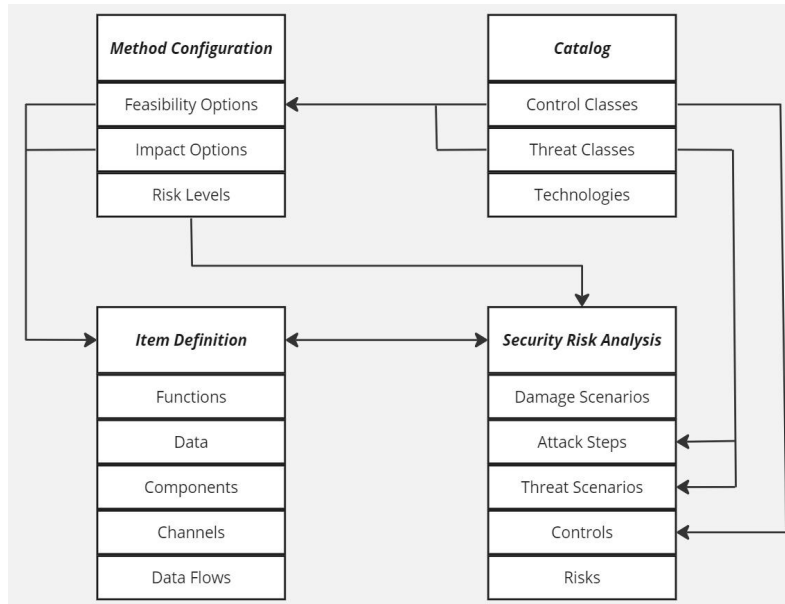 Method Configuration
Feasibility Options
Impact Options
Risk Levels
Catalog
Control Classes
Threat Classes
Technologies
Item Definition
Functions
Data
Components
Channels
Data Flows
Security Risk Analysis
Damage Scenarios
Attack Steps
Threat Scenarios
Controls
Risks